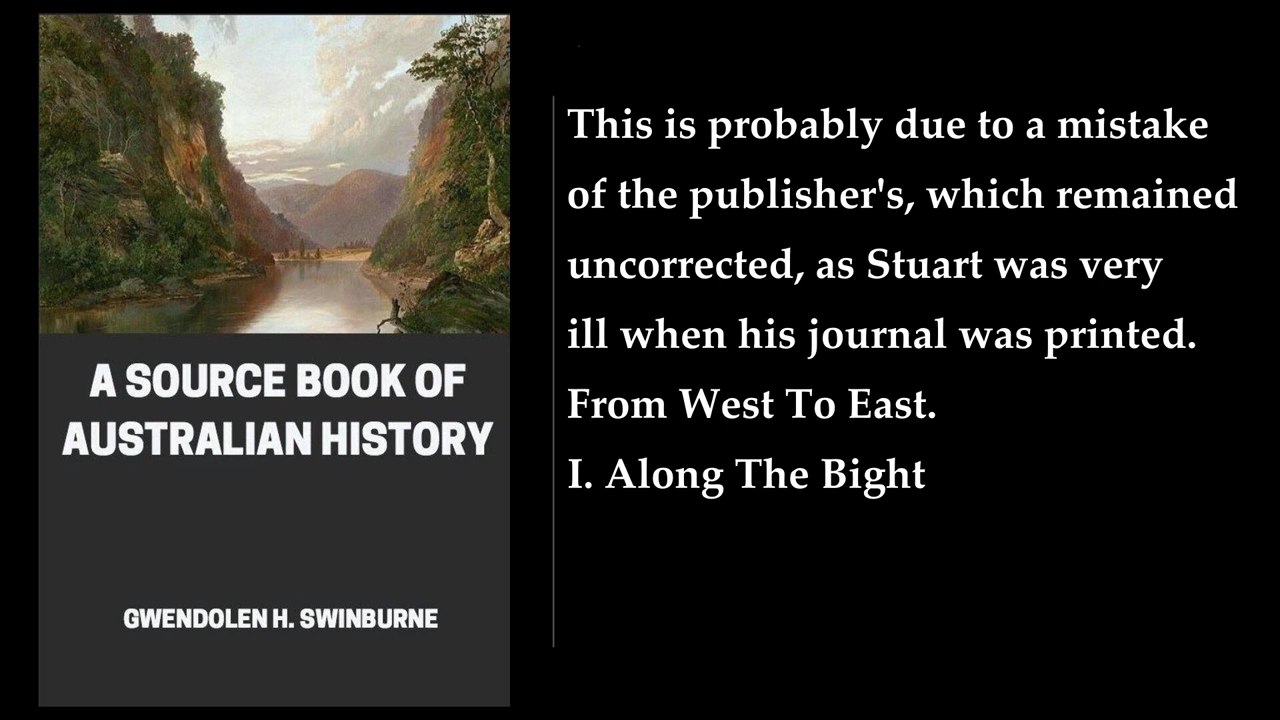 A SOURCE BOOK OF
AUSTRALIAN HISTORY
GWENDOLEN H. SWINBURNE
This is probably due to a mistake
of the publisher's, which remained
uncorrected, as Stuart was very
ill when his journal was printed.
From West To East.
I. Along The Bight